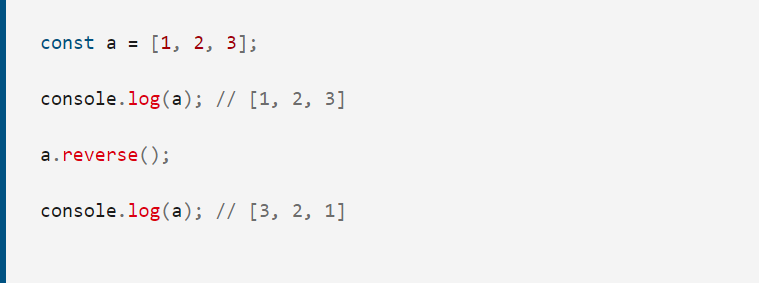 const a = [1, 2, 3];
console.log(a); // [1, 2, 3]
a.reverse();
console.log(a); // [3, 2, 1]